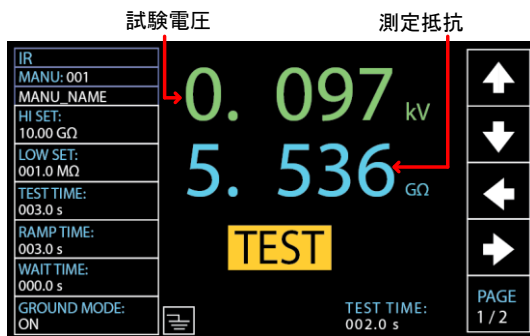 試験電圧
測定抵抗
IR
MANU: 001
MANU_NAME
HI SET:
10.00 GΩ
LOW SET:
001.0 MΩ
TEST TIME:
003.0 s
RAMP TIME:
003.0 s
WAIT TIME:
000.0 s
GROUND MODE:
ON
0. 097 kV
5. 536 GΩ
TEST
TEST TIME:
002.0 s
PAGE
1 / 2